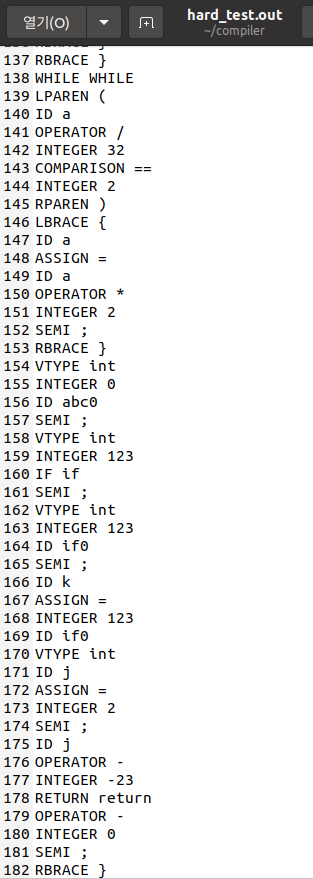 열기(O)
hard_test.out
~/compiler
137 RBRACE }
138 WHILE WHILE
139 LPAREN (
140 ID a
141 OPERATOR /
142 INTEGER 32
143 COMPARISON ==
144 INTEGER 2
145 RPAREN )
146 LBRACE {
147 ID a
148 ASSIGN =
149 ID a
150 OPERATOR *
151 INTEGER 2
152 SEMI ;
153 RBRACE }
154 VTYPE int
155 INTEGER 0
156 ID abc0
157 SEMI ;
158 VTYPE int
159 INTEGER 123
160 IF if
161 SEMI ;
162 VTYPE int
163 INTEGER 123
164 ID if0
165 SEMI ;
166 ID k
167 ASSIGN =
168 INTEGER 123
169 ID if0
170 VTYPE int
171 ID j
172 ASSIGN =
173 INTEGER 2
174 SEMI ;
175 ID j
176 OPERATOR -
177 INTEGER -23
178 RETURN return
179 OPERATOR -
180 INTEGER 0
181 SEMI ;
182 RBRACE }